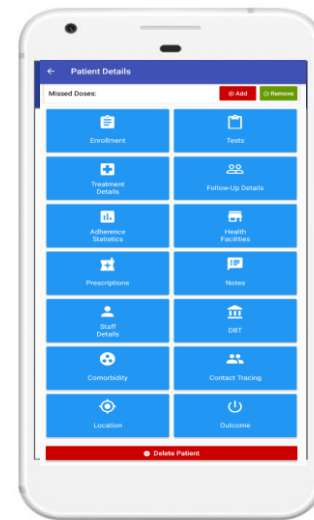 Patient Details
Missed Doses:
Add
Remove
Enrollment
Tests
Treatment
Details
Follow-Up Details
Adherence
Statistics
Health
Facilities
Prescriptions
Notes
Staff
Details
DBT
Comorbidity
Contact Tracing
Location
Outcome
Delete Patient